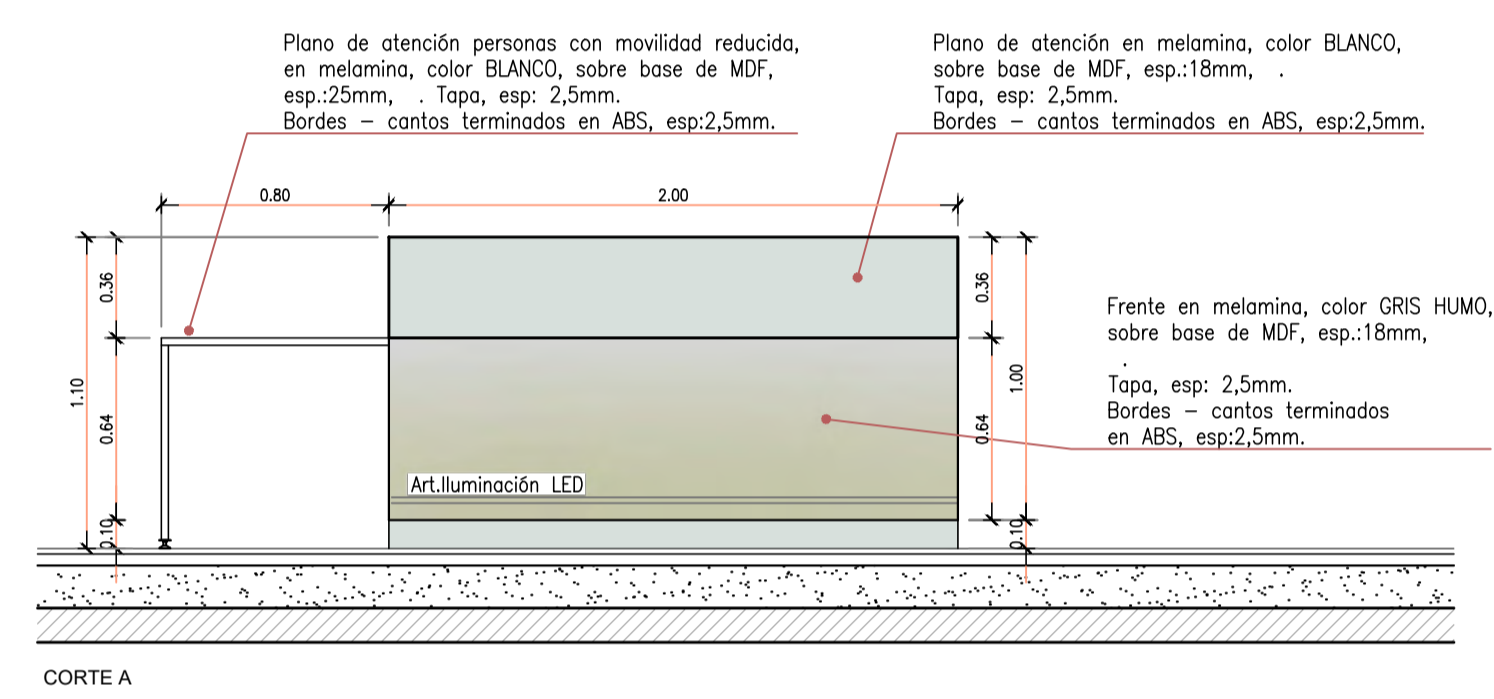 Plano de atención personas con movilidad reducida,
en melamina, color BLANCO, sobre base de MDF,
esp.:25mm,   . Tapa, esp: 2,5mm.
Bordes – cantos terminados en ABS, esp:2,5mm.
Plano de atención en melamina, color BLANCO,
sobre base de MDF, esp.:18mm,   .
Tapa, esp: 2,5mm.
Bordes – cantos terminados en ABS, esp:2,5mm.
0.80
2.00
1.10
0.36
0.64
0.10
0.36
0.64
1.00
0.10
Frente en melamina, color GRIS HUMO,
sobre base de MDF, esp.:18mm,
.
Tapa, esp: 2,5mm.
Bordes – cantos terminados
en ABS, esp:2,5mm.
Art.Iluminación LED
CORTE A